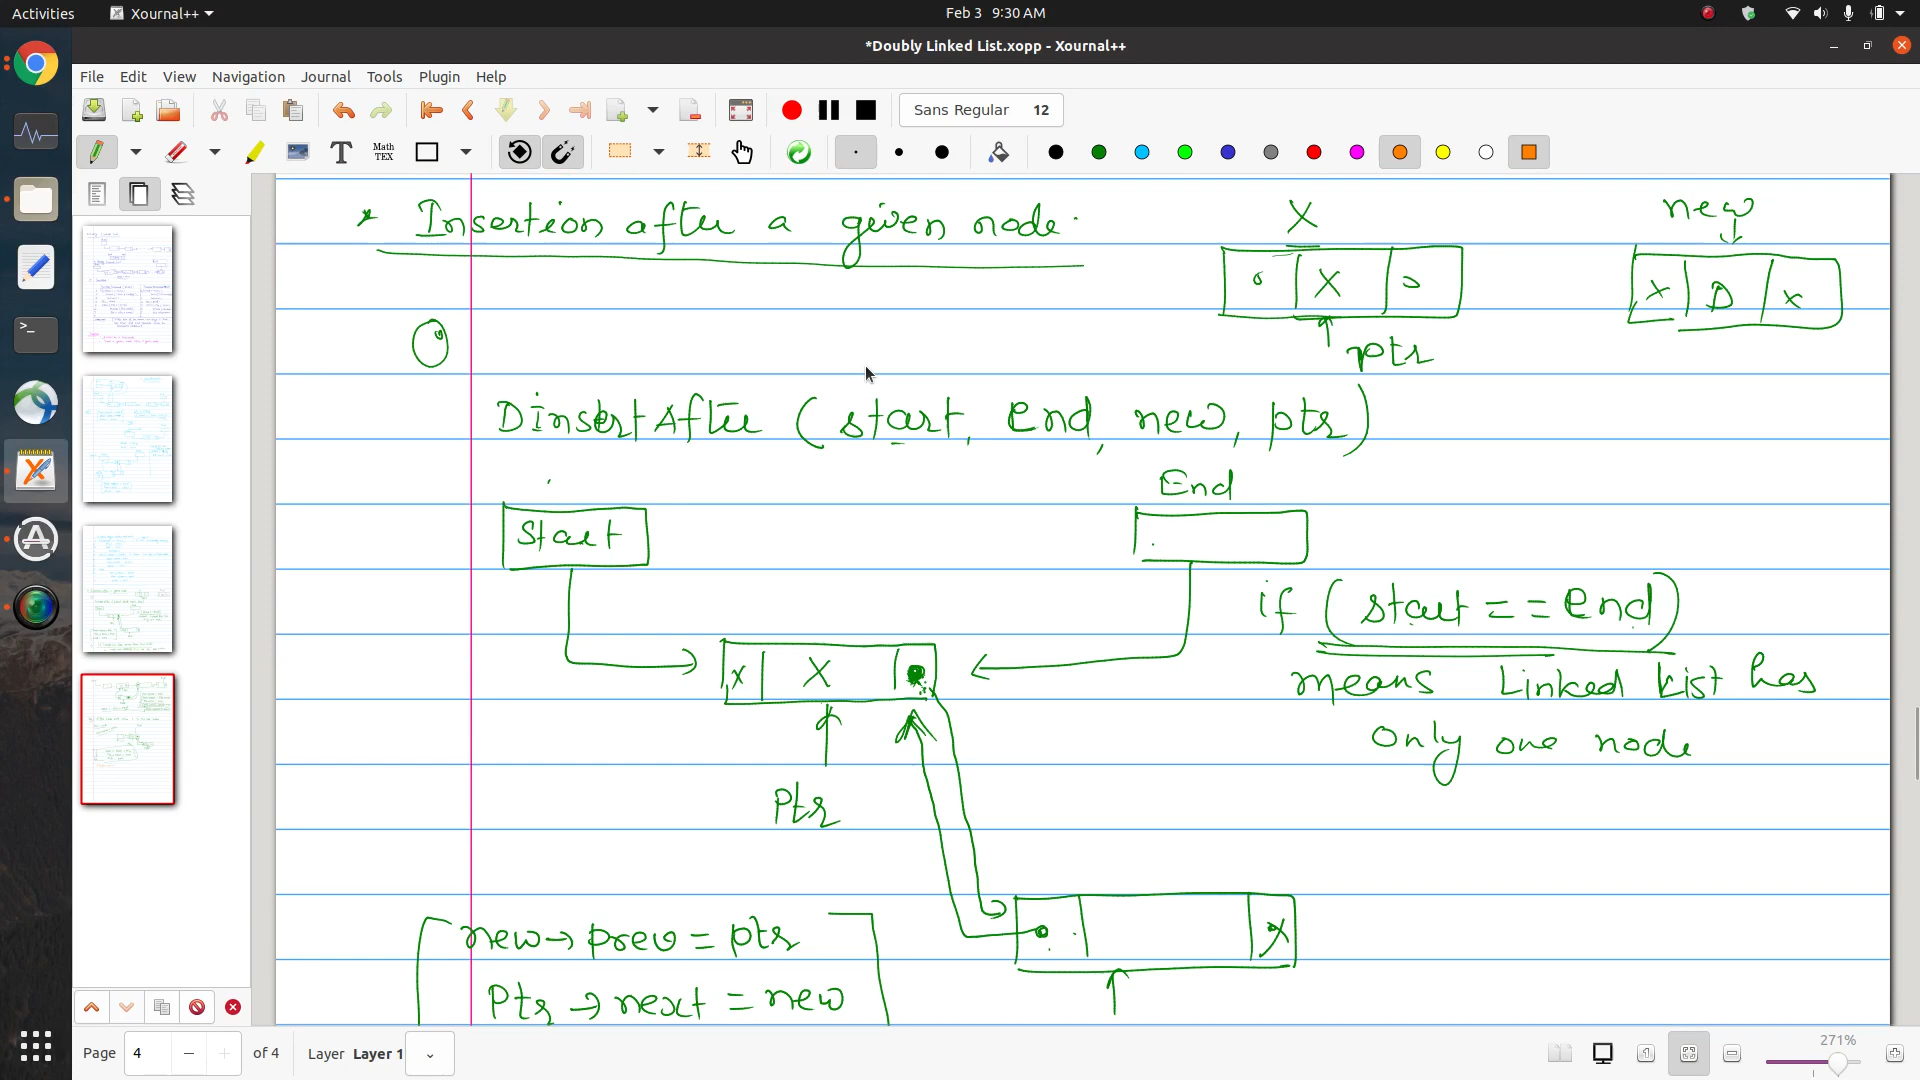 Activities
Xournal++
Feb 3 9:30 AM
*Doubly Linked List.xopp - Xournal++
File Edit View Navigation Journal Tools Plugin Help
Sans Regular 12
T Math TEX
* Insertion after a given node.
X
new
X
x D x
ptr
DinsertAfter (start, End, new, ptr)
End
Start
if (start == End)
x X
means Linked List has
only one node
Ptr
new→prev = ptr
x
Ptr → next = new
Page 4 of 4 Layer Layer 1
271%